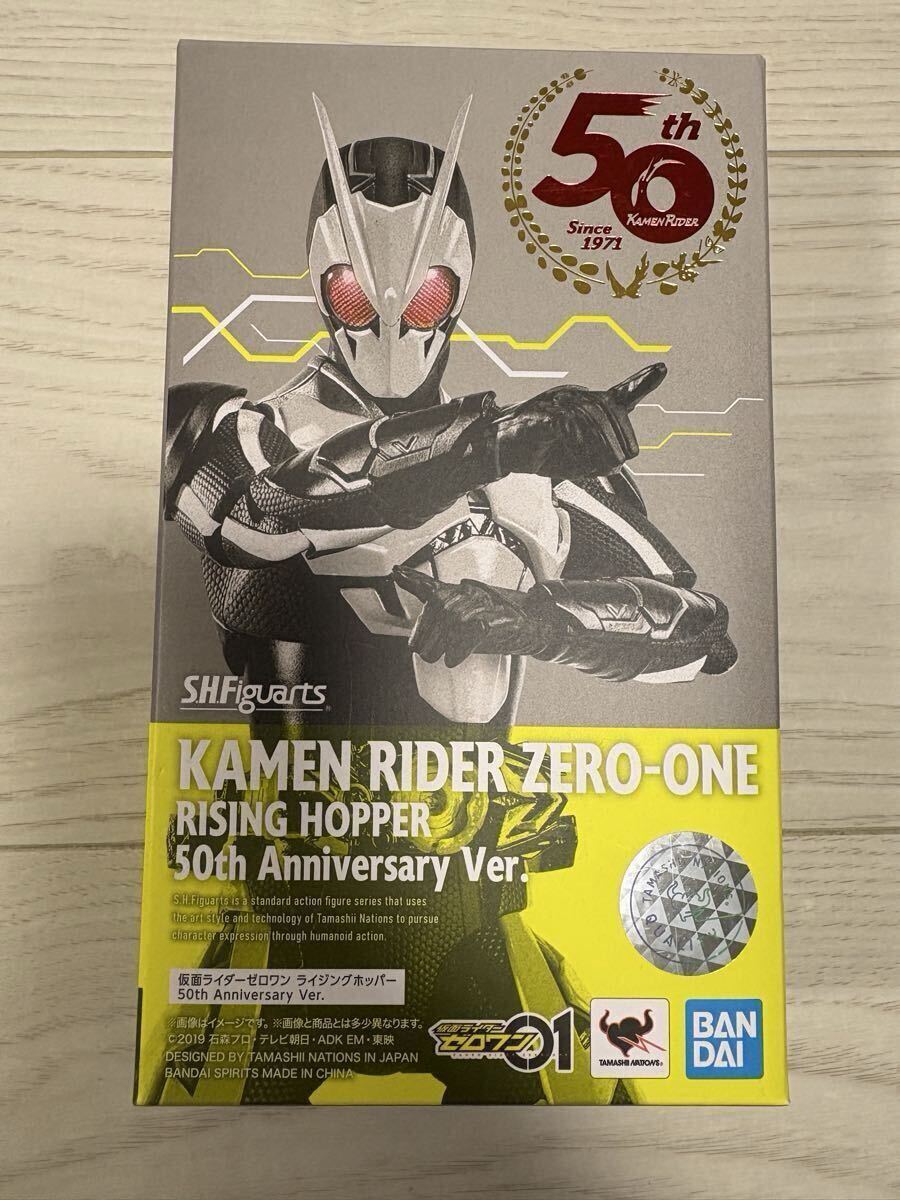 50th
KAMEN RIDER
Since
1971
S.H.Figuarts
KAMEN RIDER ZERO-ONE
RISING HOPPER
50th Anniversary Ver.
S.H.Figuarts is a standard action figure series that uses
the art style and technology of Tamashii Nations to pursue
character expression through humanoid action.
仮面ライダーゼロワン ライジングホッパー
50th Anniversary Ver.
※画像はイメージです。※画像と商品とは多少異なります。
©2019 石森プロ・テレビ朝日・ADK EM・東映
DESIGNED BY TAMASHII NATIONS IN JAPAN
BANDAI SPIRITS MADE IN CHINA
仮面ライダー
ゼロワン 01
TAMASHII NATIONS
BAN
DAI